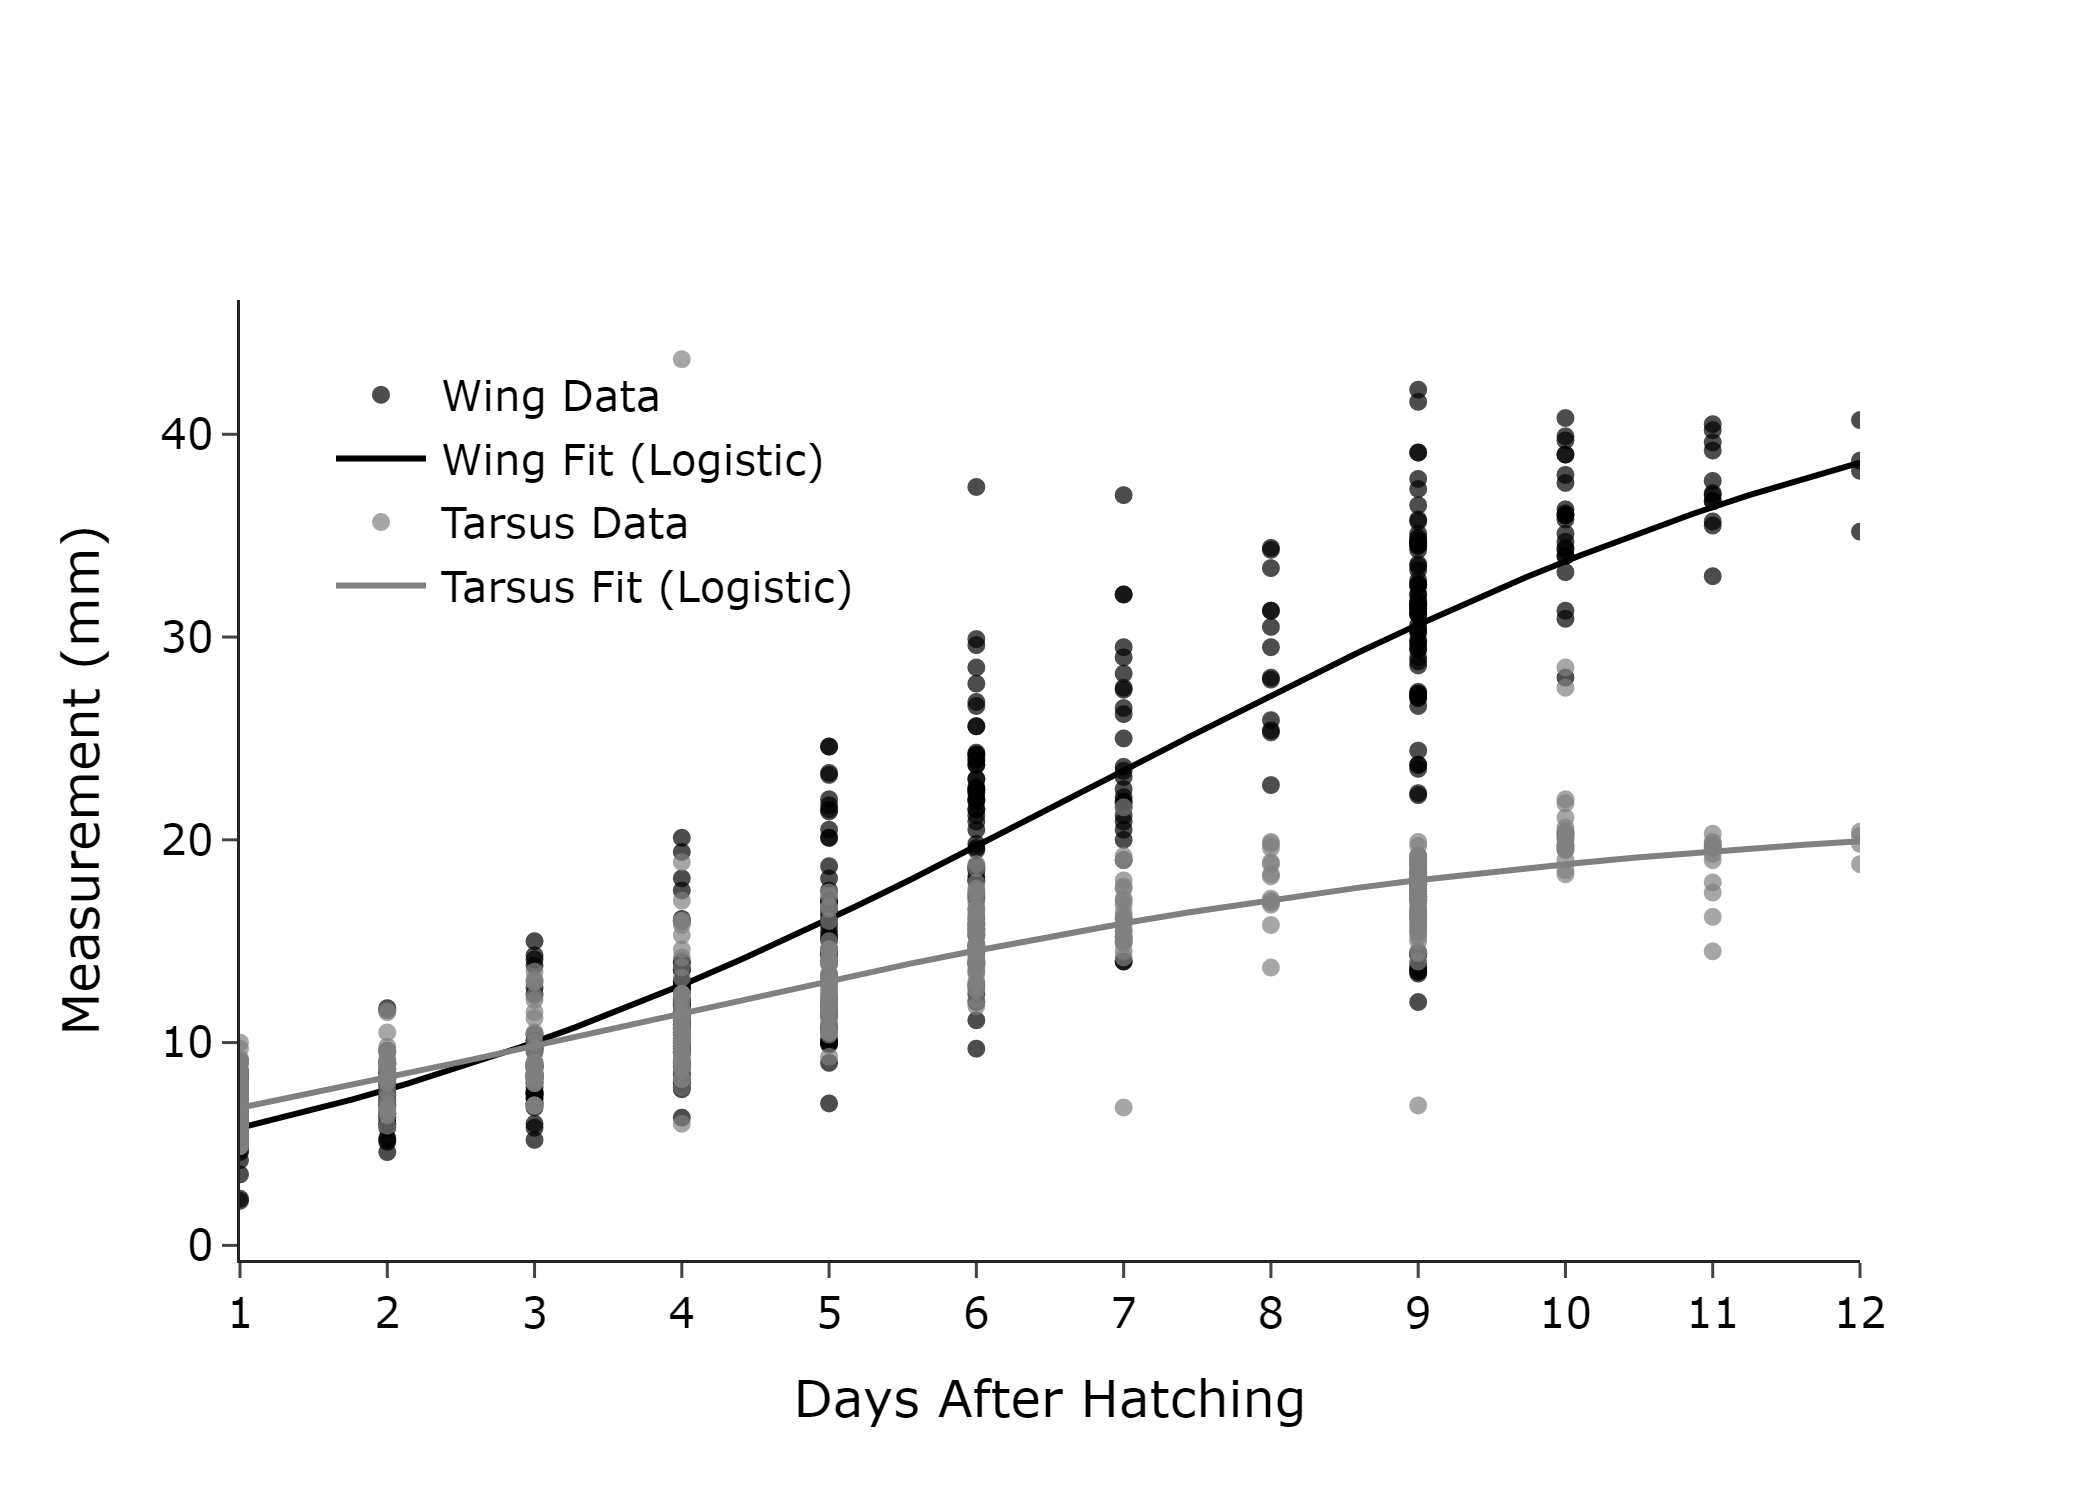 Wing Data
Wing Fit (Logistic)
Tarsus Data
Tarsus Fit (Logistic)
Measurement (mm)
40
30
20
10
0
1 2 3 4 5 6 7 8 9 10 11 12
Days After Hatching